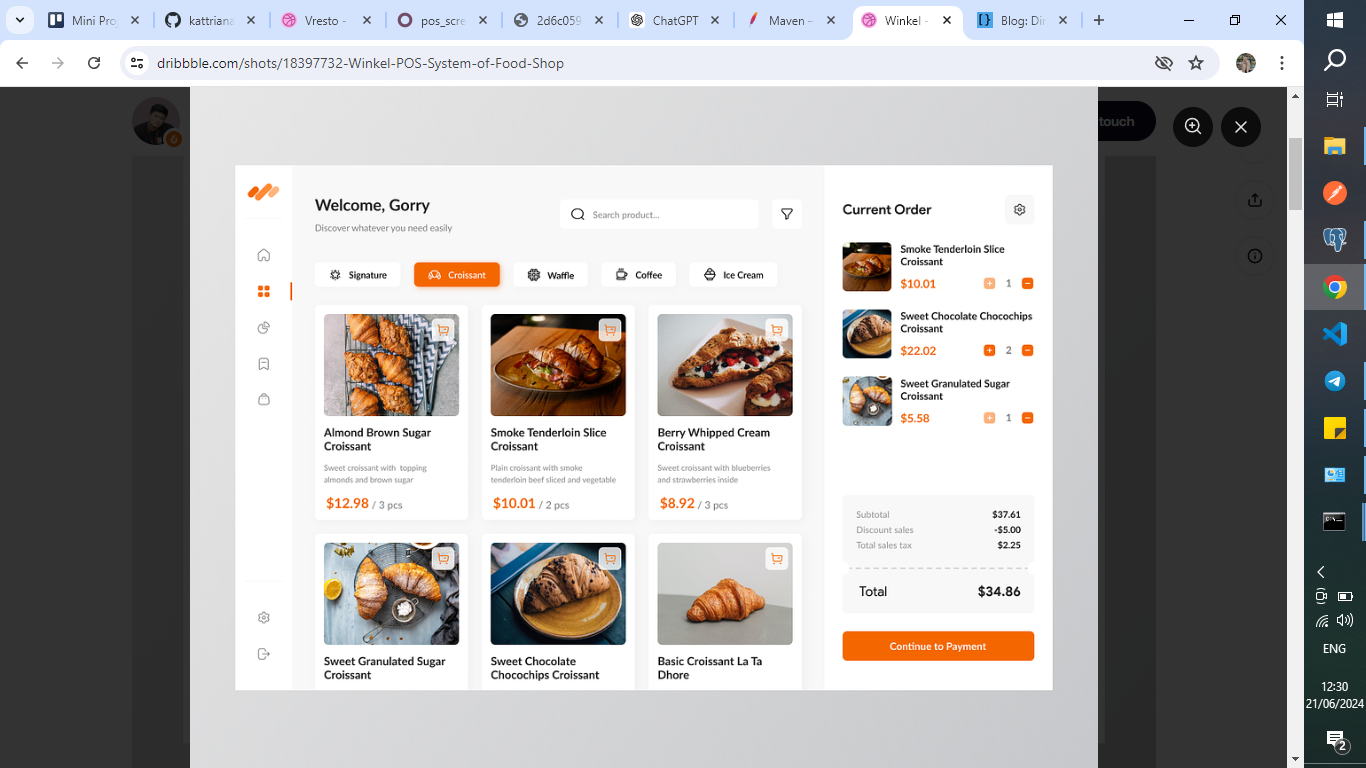 Mini Pro
kattriana
Vresto -
pos_scre
2d6c059
ChatGPT
Maven –
Winkel -
Blog: Dir
dribbble.com/shots/18397732-Winkel-POS-System-of-Food-Shop
touch
Welcome, Gorry
Discover whatever you need easily
Search product...
Signature
Croissant
Waffle
Coffee
Ice Cream
Almond Brown Sugar
Croissant
Sweet croissant with topping
almonds and brown sugar
$12.98 / 3 pcs
Smoke Tenderloin Slice
Croissant
Plain croissant with smoke
tenderloin beef sliced and vegetable
$10.01 / 2 pcs
Berry Whipped Cream
Croissant
Sweet croissant with blueberries
and strawberries inside
$8.92 / 3 pcs
Sweet Granulated Sugar
Croissant
Sweet Chocolate
Chocochips Croissant
Basic Croissant La Ta
Dhore
Current Order
Smoke Tenderloin Slice
Croissant
$10.01
1
Sweet Chocolate Chocochips
Croissant
$22.02
2
Sweet Granulated Sugar
Croissant
$5.58
1
Subtotal $37.61
Discount sales -$5.00
Total sales tax $2.25
Total $34.86
Continue to Payment
ENG
12:30
21/06/2024
2